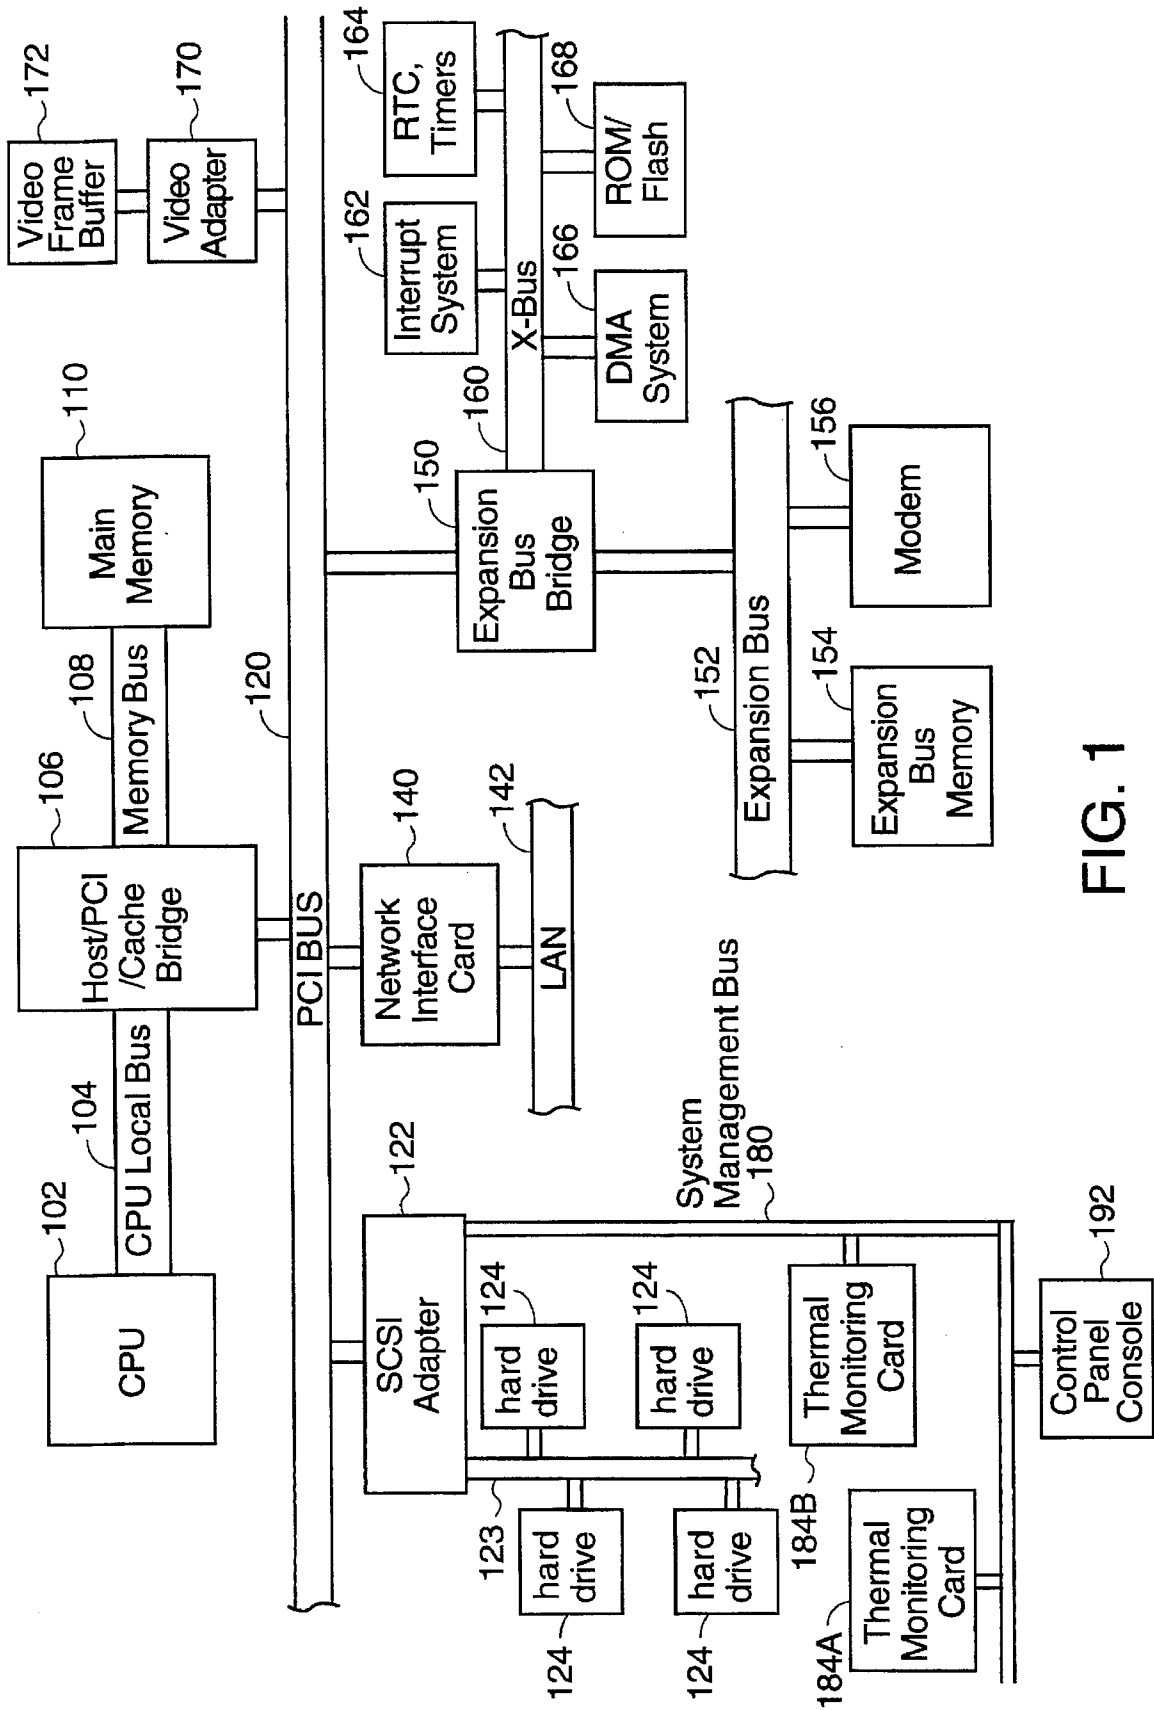 102
CPU
104
CPU Local Bus
106
Host/PCI
/Cache
Bridge
108
Memory Bus
110
Main
Memory
172
Video
Frame
Buffer
170
Video
Adapter
120
PCI BUS
122
SCSI
Adapter
123
124
hard
drive
124
hard
drive
124
hard
drive
124
hard
drive
140
Network
Interface
Card
142
LAN
150
Expansion
Bus
Bridge
160
X-Bus
162
Interrupt
System
164
RTC,
Timers
166
DMA
System
168
ROM/
Flash
152
Expansion Bus
154
Expansion
Bus
Memory
156
Modem
System
Management Bus
180
184A
Thermal
Monitoring
Card
184B
Thermal
Monitoring
Card
192
Control
Panel
Console
FIG. 1